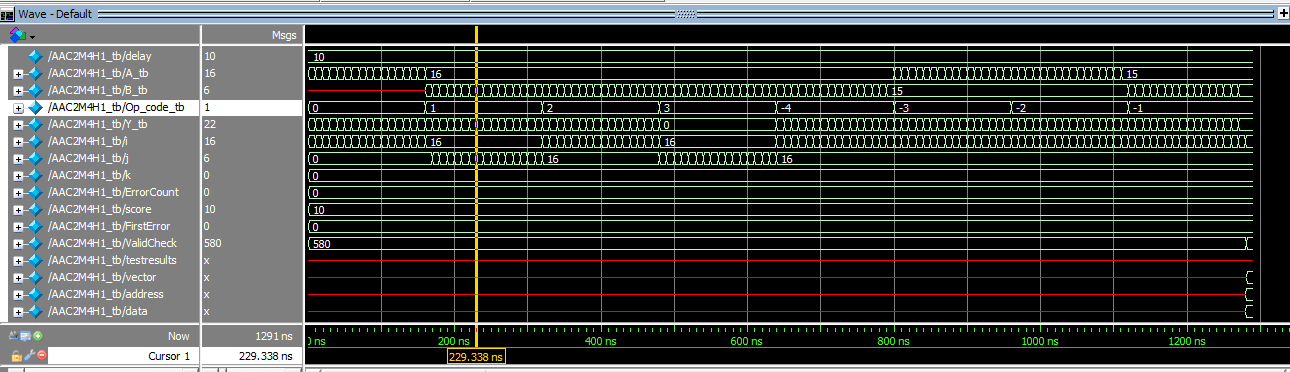 Wave - Default
Msgs
/AAC2M4H1_tb/delay 10 10
/AAC2M4H1_tb/A_tb 16 16 15
/AAC2M4H1_tb/B_tb 6 15
/AAC2M4H1_tb/Op_code_tb 1 0 1 2 3 -4 -3 -2 -1
/AAC2M4H1_tb/Y_tb 22 0
/AAC2M4H1_tb/i 16 16 16
/AAC2M4H1_tb/j 6 0 16 16
/AAC2M4H1_tb/k 0 0
/AAC2M4H1_tb/ErrorCount 0 0
/AAC2M4H1_tb/score 10 10
/AAC2M4H1_tb/FirstError 0 0
/AAC2M4H1_tb/ValidCheck 580 580
/AAC2M4H1_tb/testresults x
/AAC2M4H1_tb/vector x
/AAC2M4H1_tb/address x
/AAC2M4H1_tb/data x
Now 1291 ns ns 200 ns 400 ns 600 ns 800 ns 1000 ns 1200 ns
Cursor 1 229.338 ns 229.338 ns